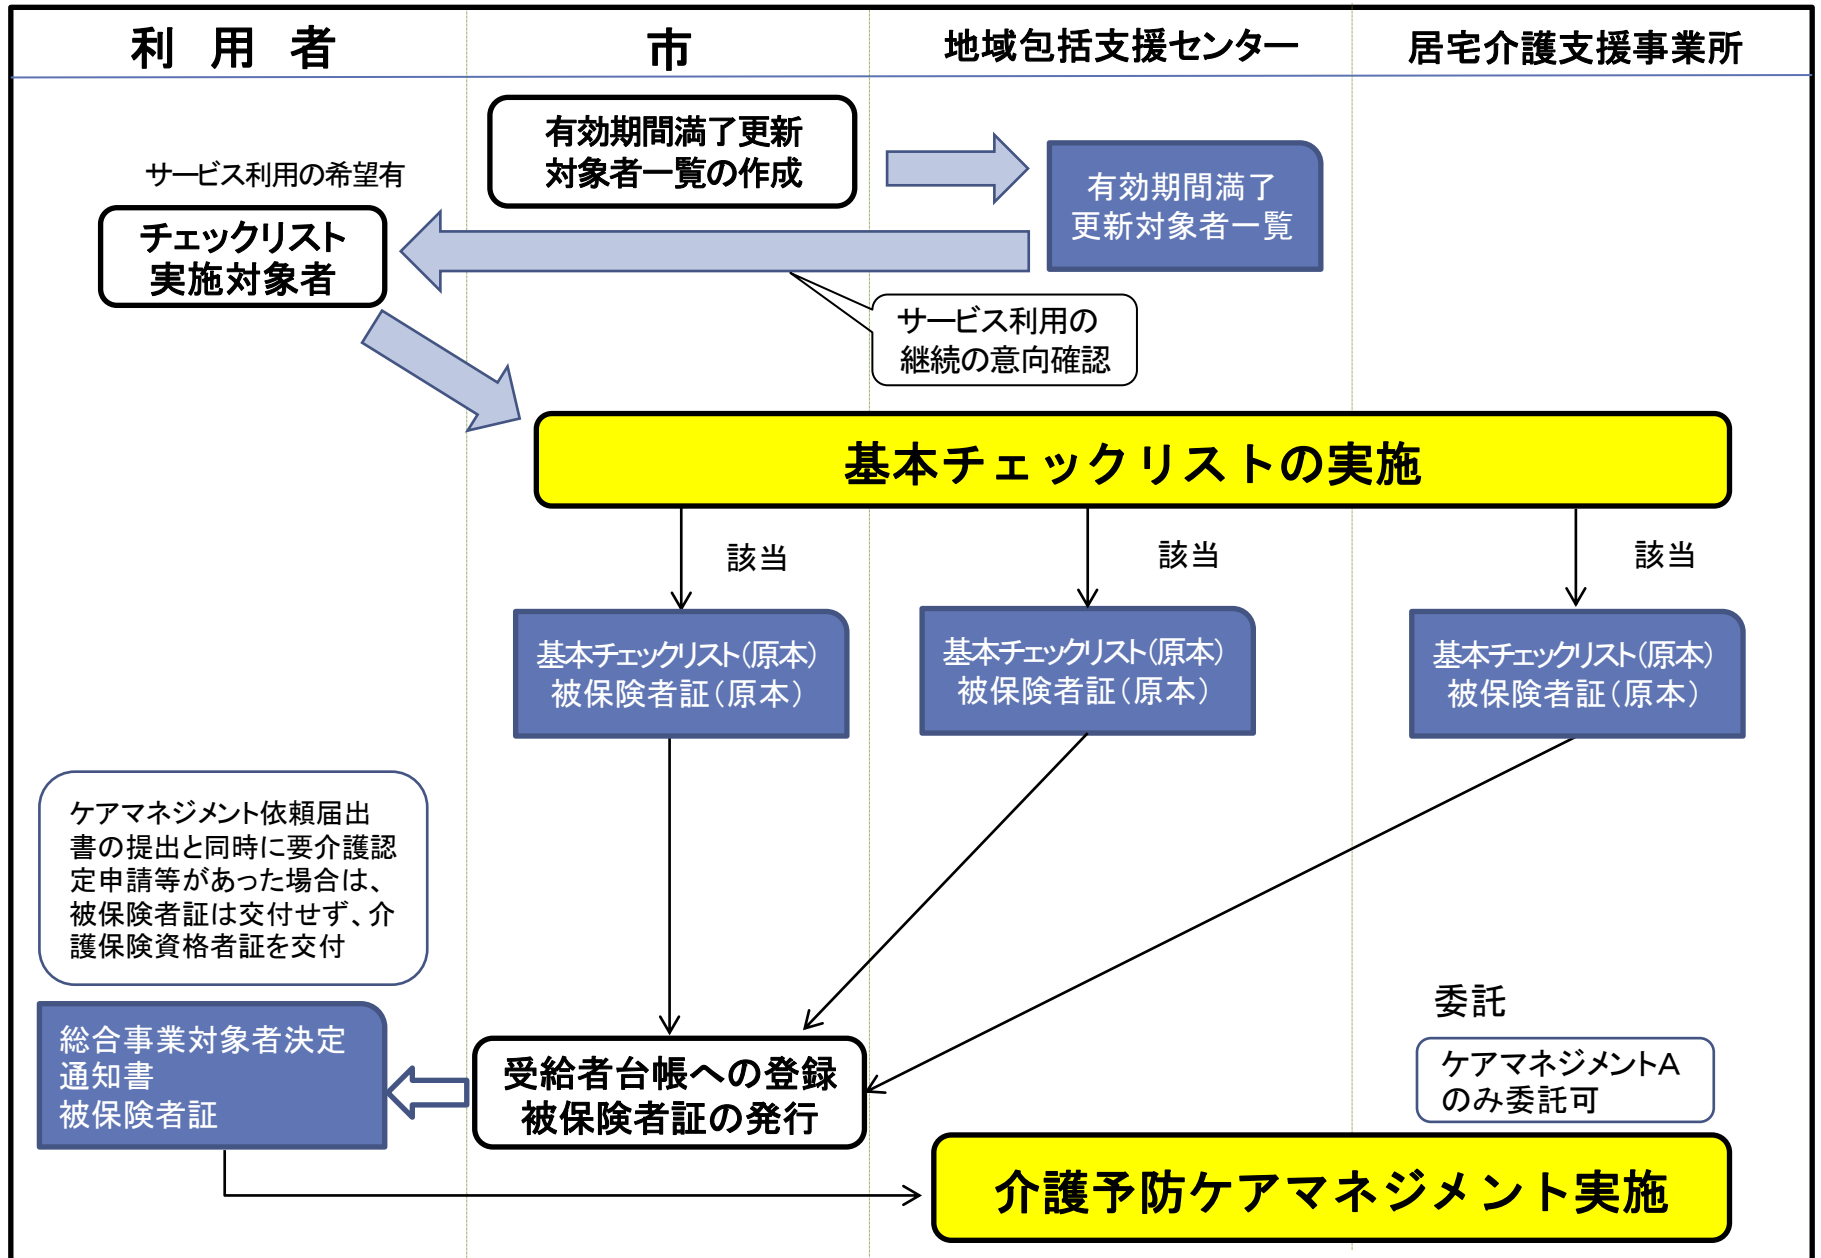 利用者
市
地域包括支援センター
居宅介護支援事業所
有効期間満了更新
対象者一覧の作成
有効期間満了
更新対象者一覧
サービス利用の希望有
チェックリスト
実施対象者
サービス利用の
継続の意向確認
基本チェックリストの実施
該当
該当
該当
基本チェックリスト(原本)
被保険者証(原本)
基本チェックリスト(原本)
被保険者証(原本)
基本チェックリスト(原本)
被保険者証(原本)
ケアマネジメント依頼届出
書の提出と同時に要介護認
定申請等があった場合は、
被保険者証は交付せず、介
護保険資格者証を交付
総合事業対象者決定
通知書
被保険者証
受給者台帳への登録
被保険者証の発行
委託
ケアマネジメントA
のみ委託可
介護予防ケアマネジメント実施